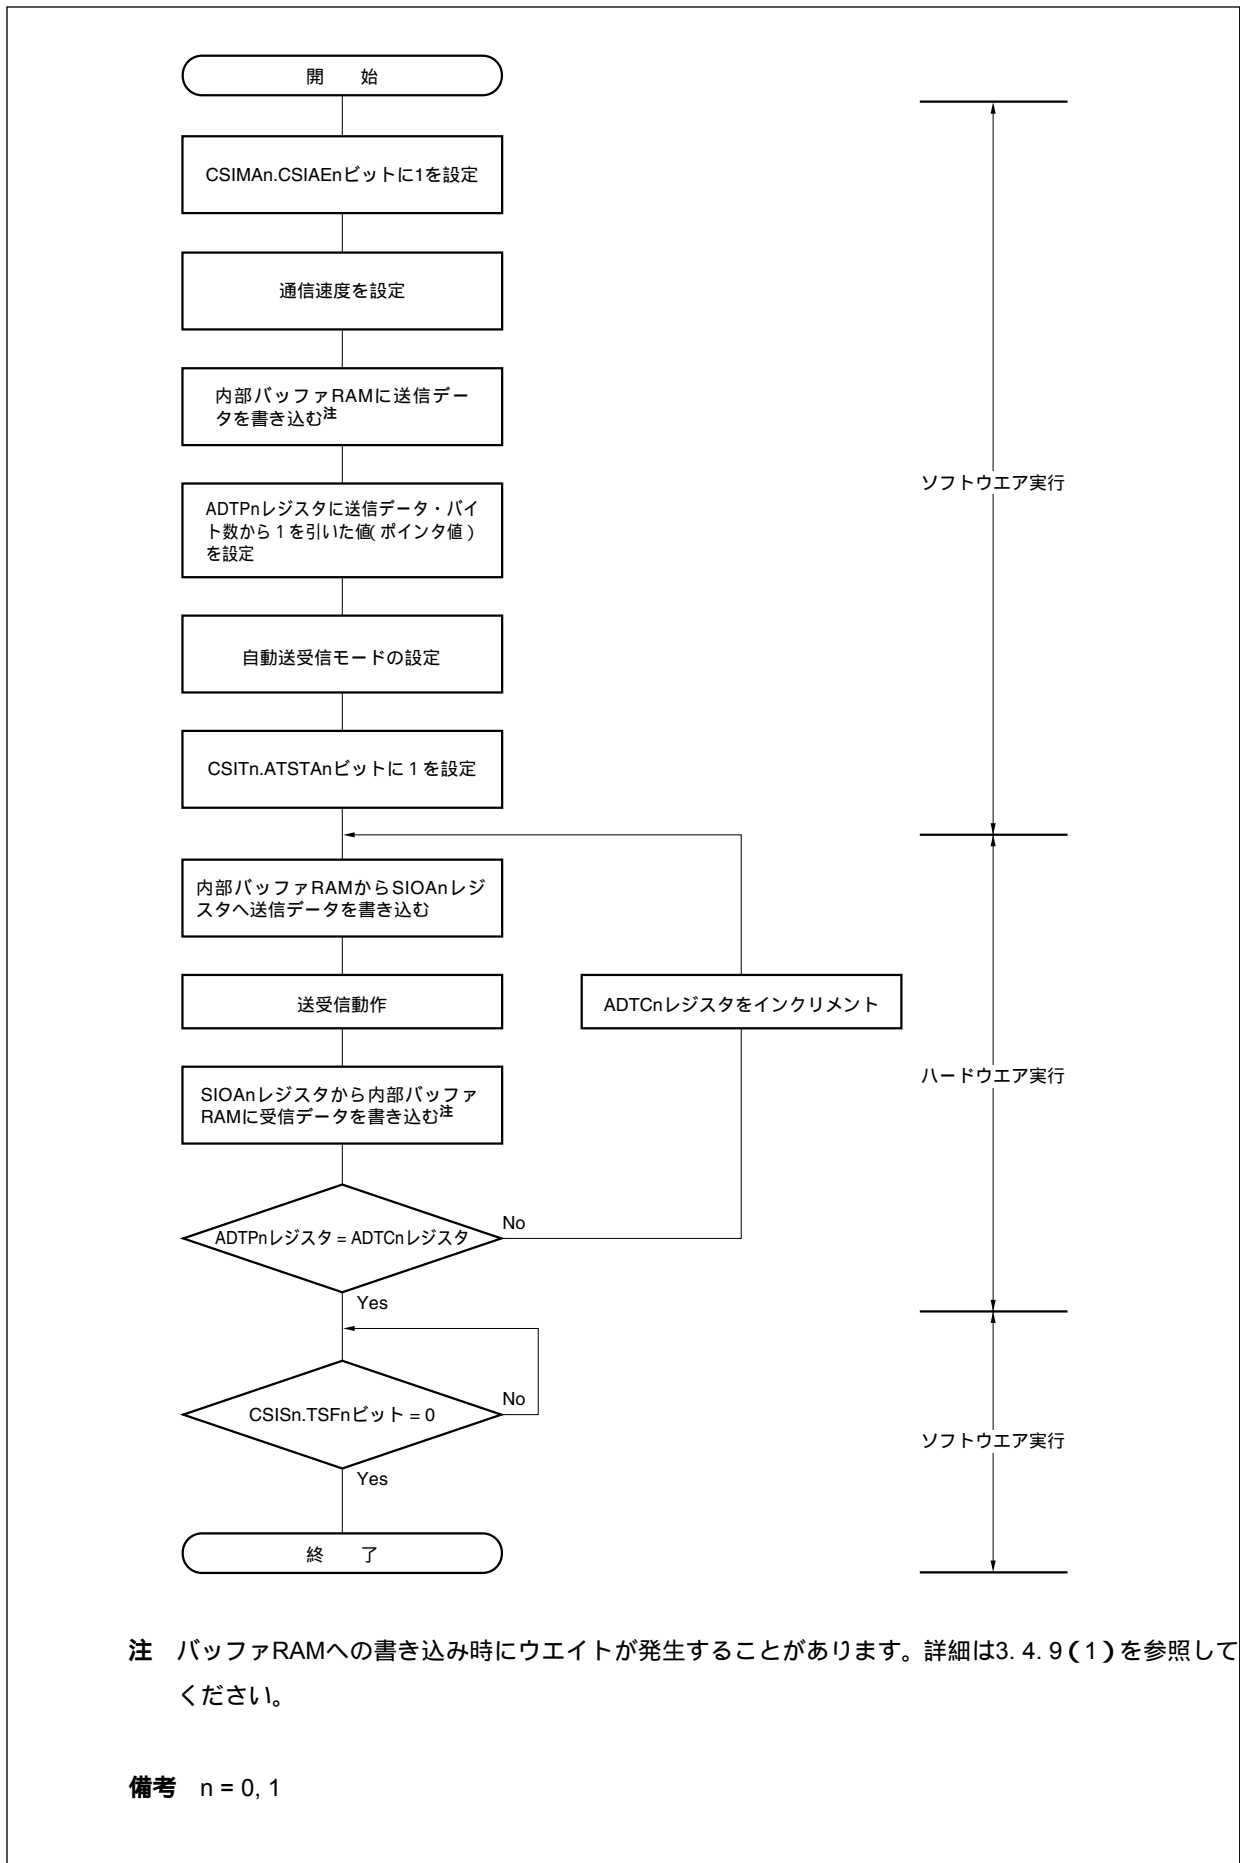 開　始
CSIMAn.CSIAEnビットに1を設定
通信速度を設定
内部バッファRAMに送信デー
タを書き込む注
ADTPnレジスタに送信データ・バイ
ト数から1を引いた値(ポインタ値)
を設定
ソフトウエア実行
自動送受信モードの設定
CSITn.ATSTAnビットに1を設定
内部バッファRAMからSIOAnレジ
スタへ送信データを書き込む
送受信動作
ADTCnレジスタをインクリメント
SIOAnレジスタから内部バッファ
RAMに受信データを書き込む注
ハードウエア実行
ADTPnレジスタ = ADTCnレジスタ
No
Yes
CSISn.TSFnビット = 0
No
Yes
ソフトウエア実行
終　了
注　バッファRAMへの書き込み時にウエイトが発生することがあります。詳細は3. 4. 9(1)を参照して
ください。
備考　n = 0, 1